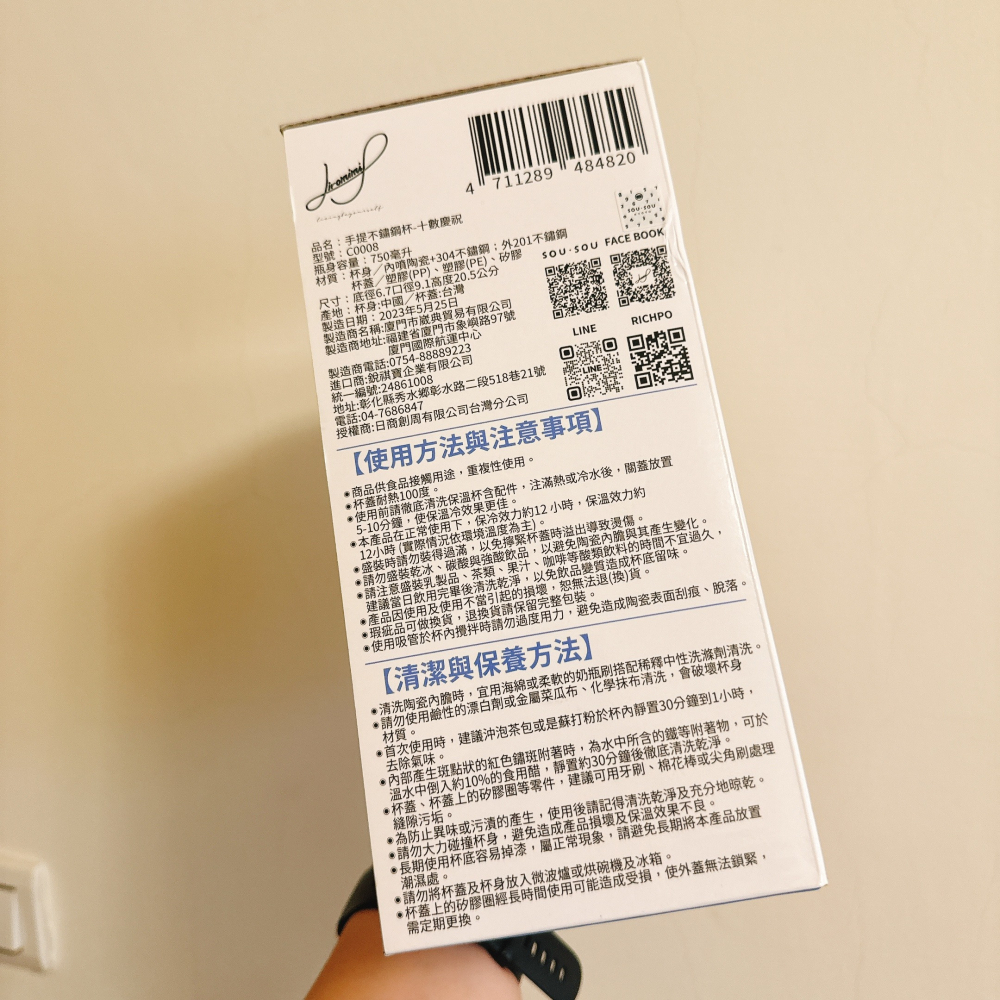 Hiromimi
4 711289 484820
SOU·SOU
品名：手提不鏽鋼杯-十數慶祝
型號：C0008
瓶身容量：750毫升
材質：杯身／內噴陶瓷+304不鏽鋼；外201不鏽鋼
杯蓋／塑膠(PP)、塑膠(PE)、矽膠
尺寸：底徑6.7口徑9.1高度20.5公分
產地：杯身:中國／杯蓋:台灣
製造日期：2023年5月25日
製造商名稱:廈門市崴典貿易有限公司
製造商地址:福建省廈門市象嶼路97號
廈門國際航運中心
製造商電話:0754-88889223
進口商:銳祺寶企業有限公司
統一編號:24861008
地址:彰化縣秀水鄉彰水路二段518巷21號
電話:04-7686847
授權商:日商創周有限公司台灣分公司
SOU·SOU
FACE BOOK
LINE
RICHPO
LINE
【使用方法與注意事項】
•商品供食品接觸用途，重複性使用。
•杯蓋耐熱100度。
•使用前請徹底清洗保溫杯含配件，注滿熱或冷水後，關蓋放置
5-10分鐘，使保溫冷效果更佳。
•本產品在正常使用下，保冷效力約12小時，保溫效力約
12小時 (實際情況依環境溫度為主)。
•盛裝時請勿裝得過滿，以免擰緊杯蓋時溢出導致燙傷。
•請勿盛裝乾冰、碳酸與強酸飲品，以避免陶瓷內膽與其產生變化。
•請注意盛裝乳製品、茶類、果汁、咖啡等酸類飲料的時間不宜過久，
建議當日飲用完畢後清洗乾淨，以免飲品變質造成杯底留味。
•產品因使用及使用不當引起的損壞，恕無法退(換)貨。
•瑕疵品可做換貨，退換貨請保留完整包裝。
•使用吸管於杯內攪拌時請勿過度用力，避免造成陶瓷表面刮痕、脫落。
【清潔與保養方法】
•清洗陶瓷內膽時，宜用海綿或柔軟的奶瓶刷搭配稀釋中性洗滌劑清洗。
•請勿使用鹼性的漂白劑或金屬菜瓜布、化學抹布清洗，會破壞杯身
材質。
•首次使用時，建議沖泡茶包或是蘇打粉於杯內靜置30分鐘到1小時，
去除氣味。
•內部產生斑點狀的紅色鏽斑附著時，為水中所含的鐵等附著物，可於
溫水中倒入約10%的食用醋，靜置約30分鐘後徹底清洗乾淨。
•杯蓋、杯蓋上的矽膠圈等零件，建議可用牙刷、棉花棒或尖角刷處理
縫隙污垢。
•為防止異味或污漬的產生，使用後請記得清洗乾淨及充分地晾乾。
•請勿大力碰撞杯身，避免造成產品損壞及保溫效果不良。
•長期使用杯底容易掉漆，屬正常現象，請避免長期將本產品放置
潮濕處。
•請勿將杯蓋及杯身放入微波爐或烘碗機及冰箱。
•杯蓋上的矽膠圈經長時間使用可能造成受損，使外蓋無法鎖緊，
需定期更換。